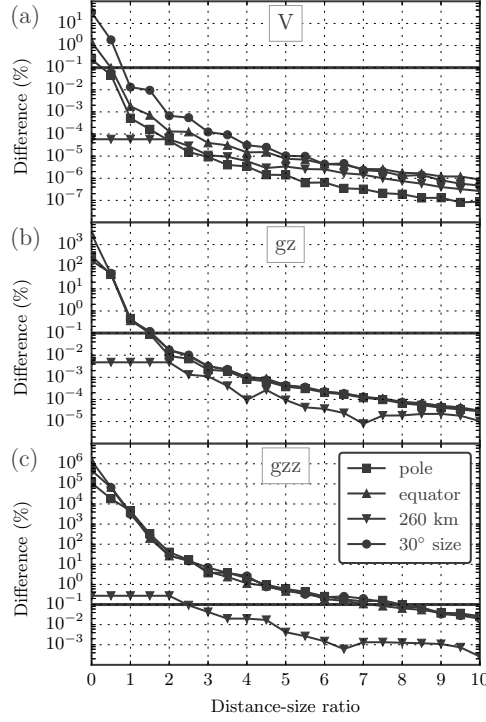 (a)
V
Difference (%)
10^1
10^0
10^-1
10^-2
10^-3
10^-4
10^-5
10^-6
10^-7
(b)
gz
Difference (%)
10^3
10^2
10^1
10^0
10^-1
10^-2
10^-3
10^-4
10^-5
(c)
gzz
Difference (%)
10^6
10^5
10^4
10^3
10^2
10^1
10^0
10^-1
10^-2
10^-3
pole
equator
260 km
30° size
0 1 2 3 4 5 6 7 8 9 10
Distance-size ratio